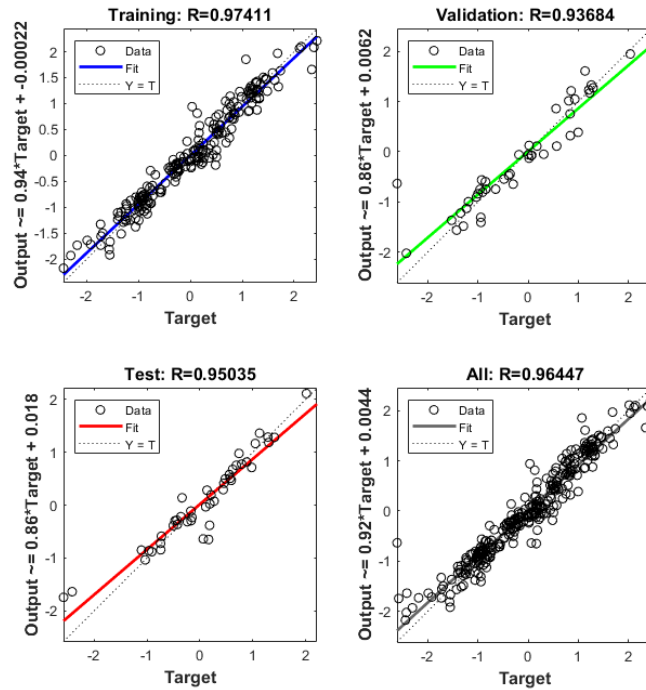 Training: R=0.97411
Output ~= 0.94*Target + -0.00022
Data
Fit
Y = T
2
1.5
1
0.5
0
-0.5
-1
-1.5
-2
-2
-1
0
1
2
Target
Validation: R=0.93684
Output ~= 0.86*Target + 0.0062
Data
Fit
Y = T
2
1
0
-1
-2
-2
-1
0
1
2
Target
Test: R=0.95035
Output ~= 0.86*Target + 0.018
Data
Fit
Y = T
2
1
0
-1
-2
-2
-1
0
1
2
Target
All: R=0.96447
Output ~= 0.92*Target + 0.0044
Data
Fit
Y = T
2
1
0
-1
-2
-2
-1
0
1
2
Target